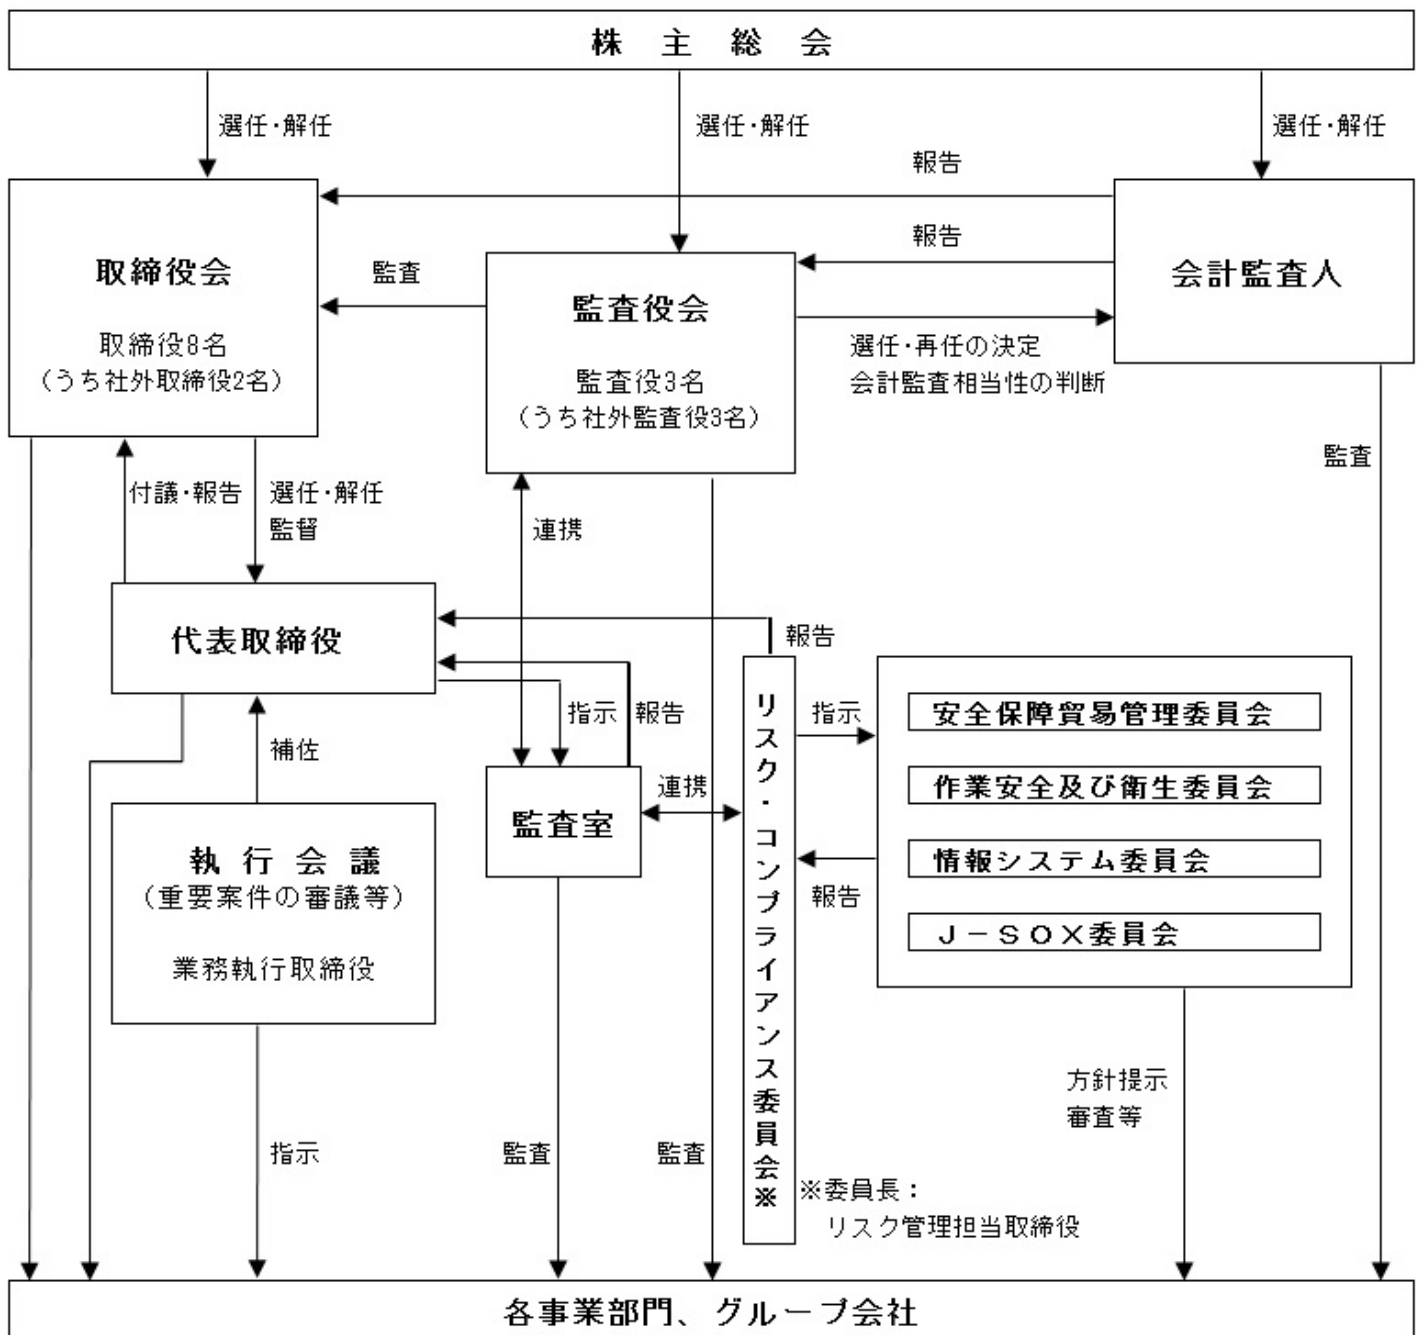 株主総会
選任・解任
選任・解任
選任・解任
報告
報告
取締役会
取締役8名
(うち社外取締役2名)
監査
監査役会
監査役3名
(うち社外監査役3名)
会計監査人
選任・再任の決定
会計監査相当性の判断
監査
付議・報告
選任・解任
監督
連携
代表取締役
報告
指示
報告
補佐
リスク・コンプライアンス委員会※
指示
安全保障貿易管理委員会
作業安全及び衛生委員会
情報システム委員会
J-SOX委員会
報告
監査室
連携
執行会議
(重要案件の審議等)
業務執行取締役
方針提示
審査等
指示
監査
監査
※委員長:
リスク管理担当取締役
各事業部門、グループ会社